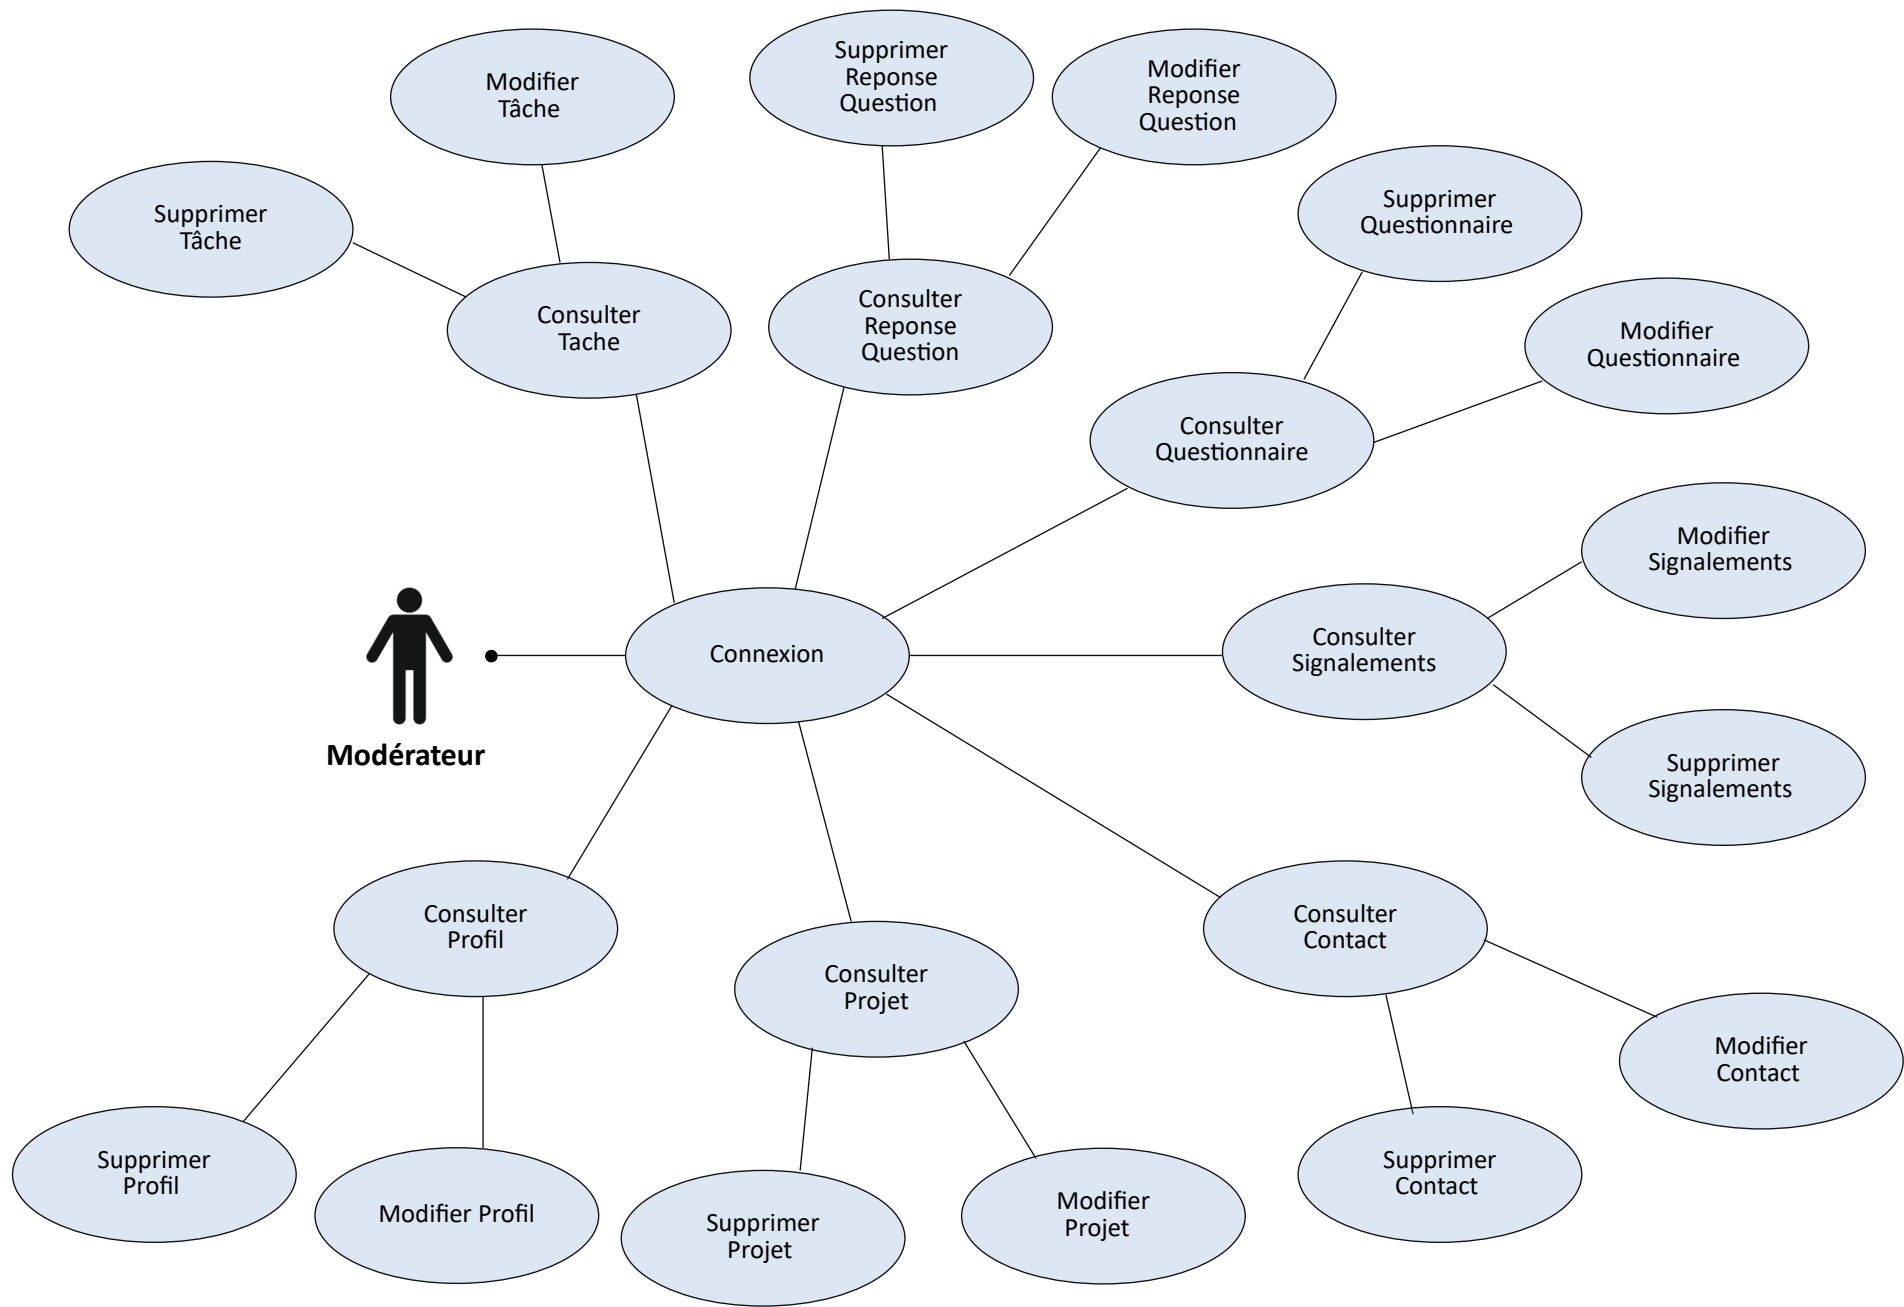 Supprimer
Reponse
Question
Modifier
Tâche
Modifier
Reponse
Question
Supprimer
Tâche
Supprimer
Questionnaire
Consulter
Tache
Consulter
Reponse
Question
Modifier
Questionnaire
Consulter
Questionnaire
Modifier
Signalements
Connexion
Consulter
Signalements
Modérateur
Supprimer
Signalements
Consulter
Profil
Consulter
Projet
Consulter
Contact
Modifier
Contact
Supprimer
Profil
Modifier Profil
Supprimer
Projet
Modifier
Projet
Supprimer
Contact